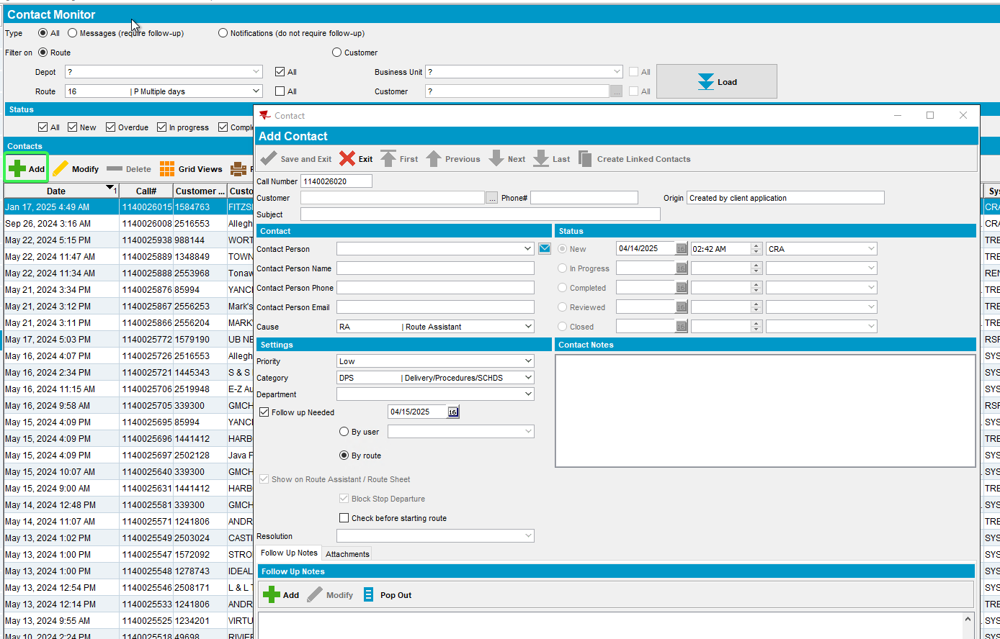 Contact Monitor
Type All Messages (require follow-up) Notifications (do not require follow-up)
Filter on Route Customer
Depot ? All Business Unit ? All Load
Route 16 | P Multiple days All Customer ? ... All
Status
All New Overdue In progress
Contacts
Add Modify Delete Grid Views
Date 1 Call# Customer ...
Jan 17, 2025 4:49 AM 1140026015 1584763
Sep 26, 2024 3:16 AM 1140026008 2516553 Allegh
May 22, 2024 5:15 PM 1140025938 988144 WORT
May 22, 2024 11:47 AM 1140025889 1348849 TOWN
May 22, 2024 11:34 AM 1140025888 2553968 Tonaw
May 21, 2024 3:34 PM 1140025876 85994 YANC
May 21, 2024 3:12 PM 1140025867 2556253 Mark's
May 21, 2024 3:11 PM 1140025866 2556204 MARK
May 17, 2024 5:03 PM 1140025772 1579190 UB NE
May 16, 2024 4:07 PM 1140025726 2516553 Allegh
May 16, 2024 2:34 PM 1140025721 1445343 S & S
May 16, 2024 11:15 AM 1140025706 2519948 E-Z Au
May 16, 2024 9:58 AM 1140025705 339300 GMCH
May 15, 2024 4:09 PM 1140025695 85994 YANC
May 15, 2024 4:09 PM 1140025696 1441412 HARB
May 15, 2024 4:09 PM 1140025697 2502128 Java F
May 15, 2024 10:07 AM 1140025640 339300 GMCH
May 15, 2024 9:00 AM 1140025631 1441412 HARB
May 14, 2024 12:48 PM 1140025581 339300 GMCH
May 14, 2024 11:07 AM 1140025571 1241806 ANDR
May 13, 2024 1:02 PM 1140025549 2503024 CASTI
May 13, 2024 1:00 PM 1140025547 1572092 STRO
May 13, 2024 1:00 PM 1140025548 1278743 IDEAL
May 13, 2024 12:54 PM 1140025546 2508171 L & L
May 13, 2024 12:14 PM 1140025533 1241806 ANDR
May 13, 2024 9:55 AM 1140025525 1234201 VIRTU
May 10, 2024 2:24 PM 1140025518 49698 RIVIE
Contact
Add Contact
Save and Exit Exit First Previous Next Last Create Linked Contacts
Call Number 1140026020
Customer ... Phone# Origin Created by client application
Subject
Contact
Contact Person
Contact Person Name
Contact Person Phone
Contact Person Email
Cause RA | Route Assistant
Status
New 04/14/2025 16 02:42 AM CRA
In Progress 16
Completed 16
Reviewed 16
Closed 16
Settings
Priority Low
Category DPS | Delivery/Procedures/SCHDS
Department
Follow up Needed 04/15/2025 16
By user
By route
Show on Route Assistant / Route Sheet
Block Stop Departure
Check before starting route
Resolution
Contact Notes
Follow Up Notes Attachments
Follow Up Notes
Add Modify Pop Out
Sys
CRA
CRA
TRE
TRE
REN
TRE
TRE
TRE
RSR
SYS
SYS
SYS
RSR
SYS
TRE
SYS
SYS
TRE
SYS
TRE
SYS
SYS
SYS
SYS
TRE
SYS
SYS